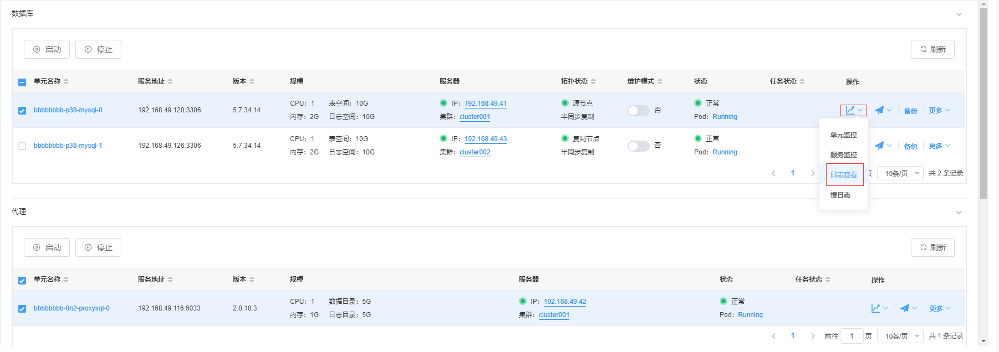 数据库
启动 停止 刷新
单元名称 服务地址 版本 规模 服务器 拓扑状态 维护模式 状态 任务状态 操作
CPU：1 表空间：10G IP：192.168.49.41 源节点 正常
bbbbbbbb-p38-mysql-0 192.168.49.120:3306 5.7.34.14 否 备份 更多
内存：2G 日志空间：10G 集群：cluster001 半同步复制 Pod：Running
单元监控
CPU：1 表空间：10G IP：192.168.49.43 复制节点 正常
bbbbbbbb-p38-mysql-1 192.168.49.126:3306 5.7.34.14 否 备份 更多
内存：2G 日志空间：10G 集群：cluster002 半同步复制 Pod：Running
服务监控
日志查看
1 页 10条/页 共 2 条记录
慢日志
代理
启动 停止 刷新
单元名称 服务地址 版本 规模 服务器 状态 任务状态 操作
CPU：1 数据目录：5G IP：192.168.49.42 正常
bbbbbbbb-0n2-proxysql-0 192.168.49.116:6033 2.0.18.3 更多
内存：1G 日志目录：5G 集群：cluster001 Pod：Running
1 前往 1 页 10条/页 共 1 条记录